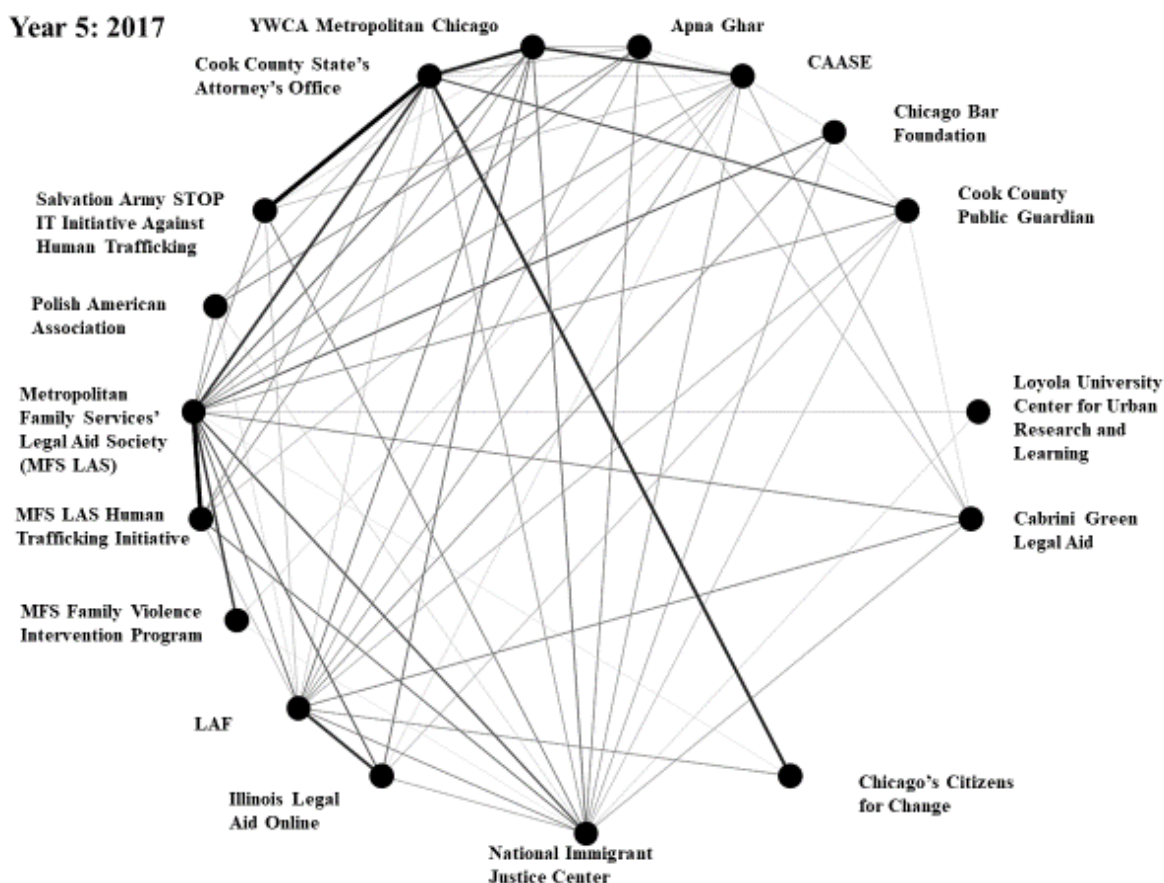 Year 5: 2017
YWCA Metropolitan Chicago
Apna Ghar
Cook County State's
Attorney's Office
CAASE
Chicago Bar
Foundation
Salvation Army STOP
IT Initiative Against
Human Trafficking
Cook County
Public Guardian
Polish American
Association
Metropolitan
Family Services'
Legal Aid Society
(MFS LAS)
Loyola University
Center for Urban
Research and
Learning
MFS LAS Human
Trafficking Initiative
Cabrini Green
Legal Aid
MFS Family Violence
Intervention Program
LAF
Illinois Legal
Aid Online
Chicago's Citizens
for Change
National Immigrant
Justice Center